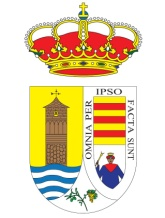 OMNIA PER
IPSO
FACTA SUNT